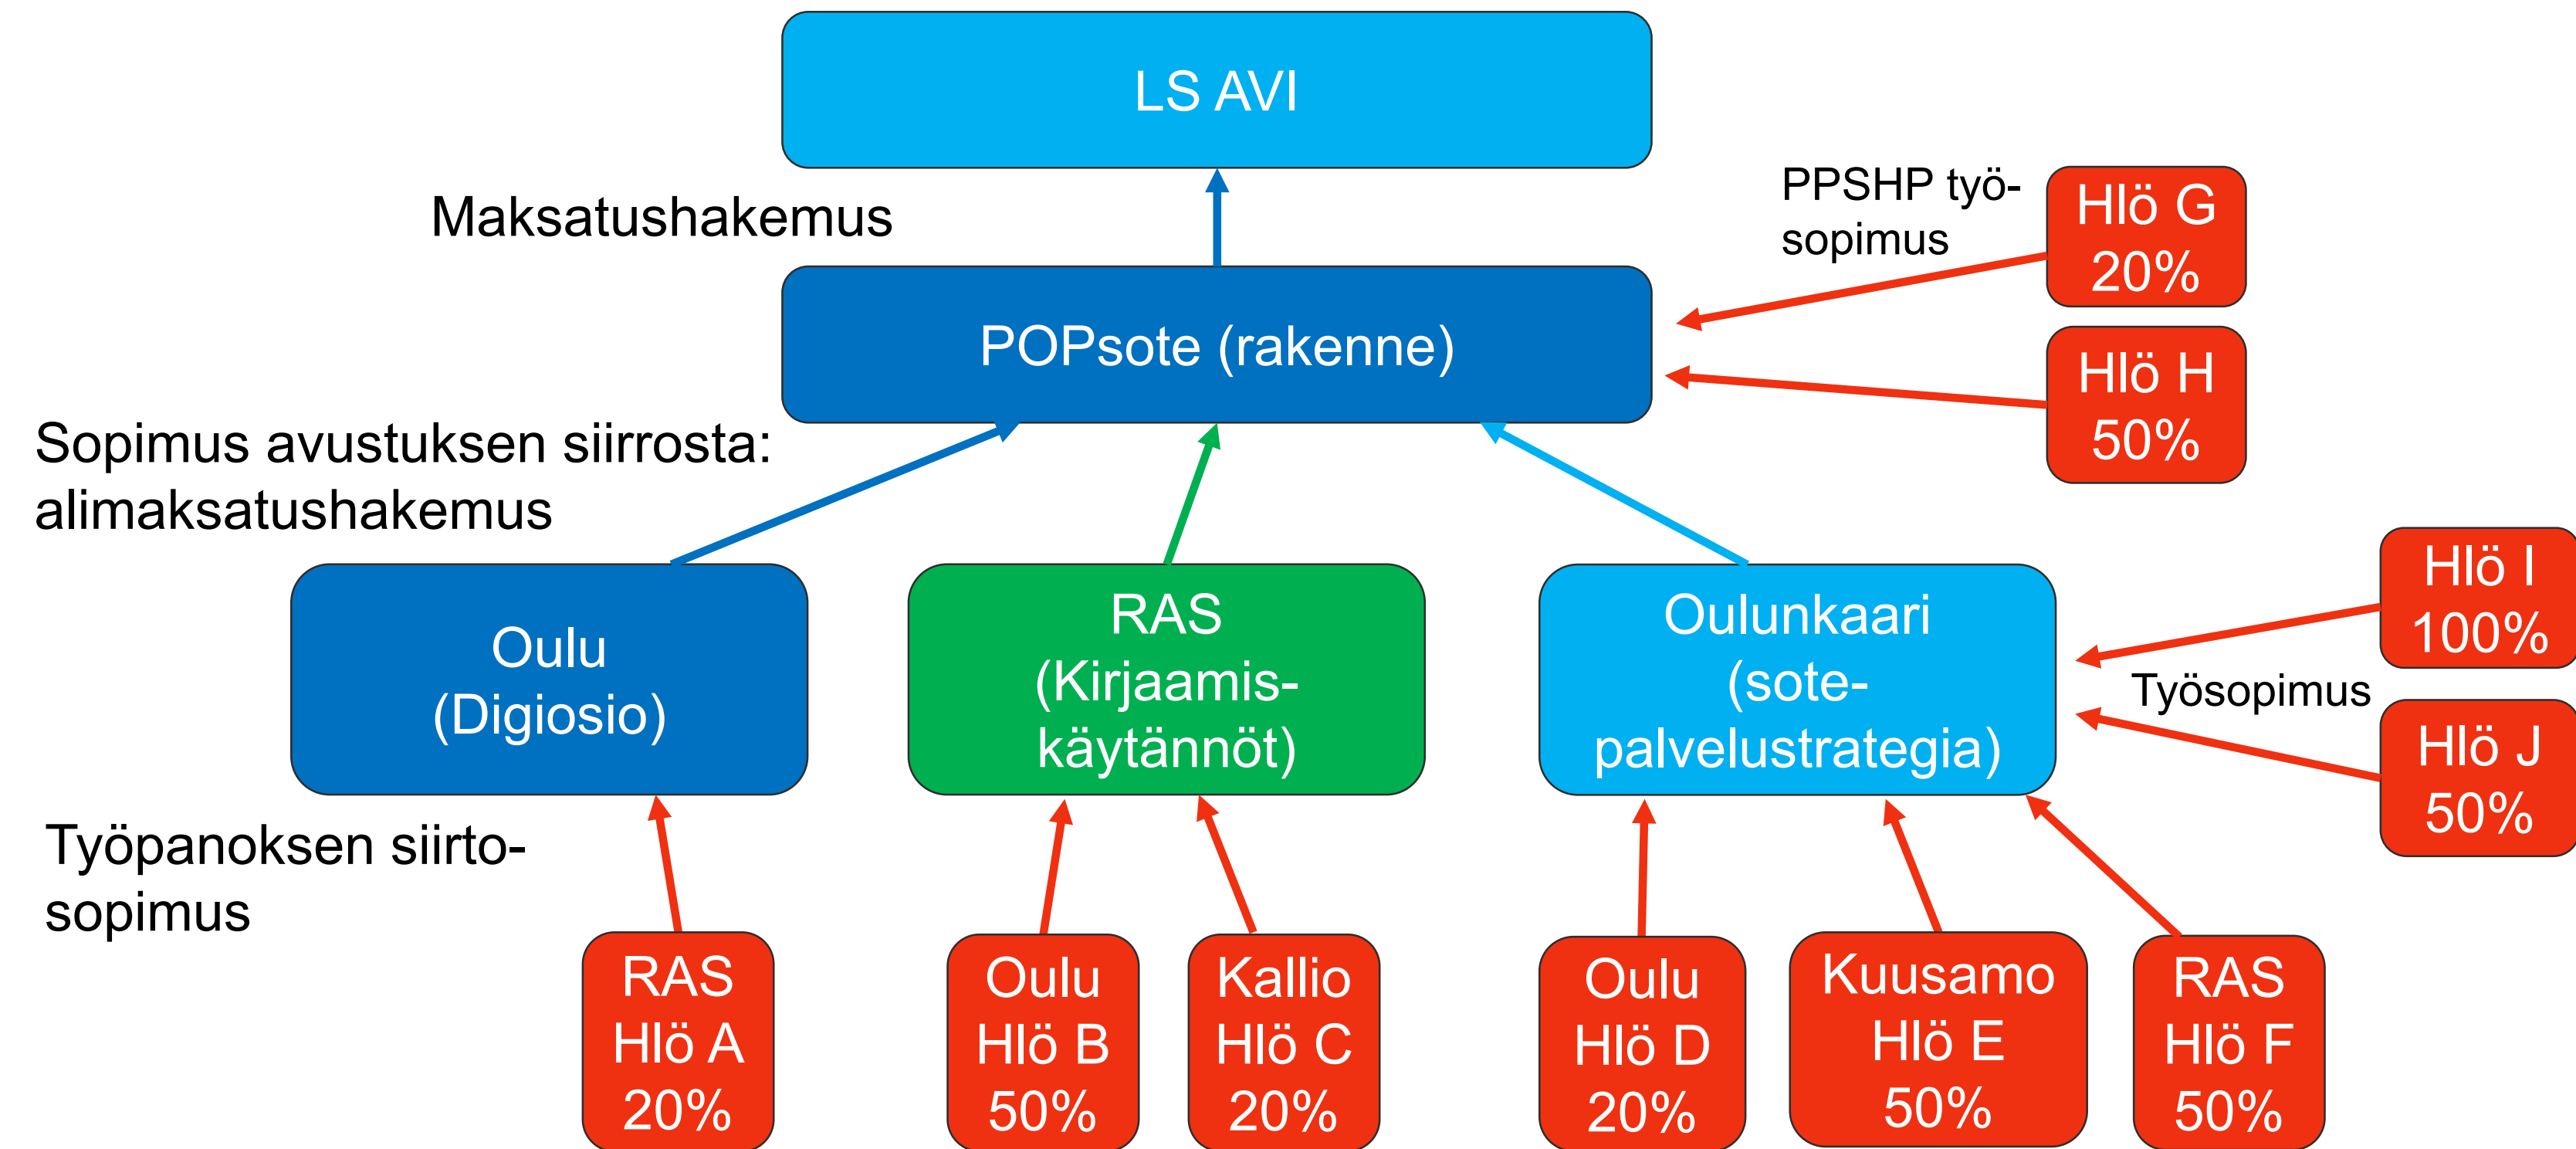 LS AVI
Maksatushakemus
PPSHP työ-
sopimus
Hlö G
20%
POPsote (rakenne)
Hlö H
50%
Sopimus avustuksen siirrosta:
alimaksatushakemus
Oulu
(Digiosio)
RAS
(Kirjaamis-
käytännöt)
Oulunkaari
(sote-
palvelustrategia)
Hlö I
100%
Työsopimus
Hlö J
50%
Työpanoksen siirto-
sopimus
RAS
Hlö A
20%
Oulu
Hlö B
50%
Kallio
Hlö C
20%
Oulu
Hlö D
20%
Kuusamo
Hlö E
50%
RAS
Hlö F
50%